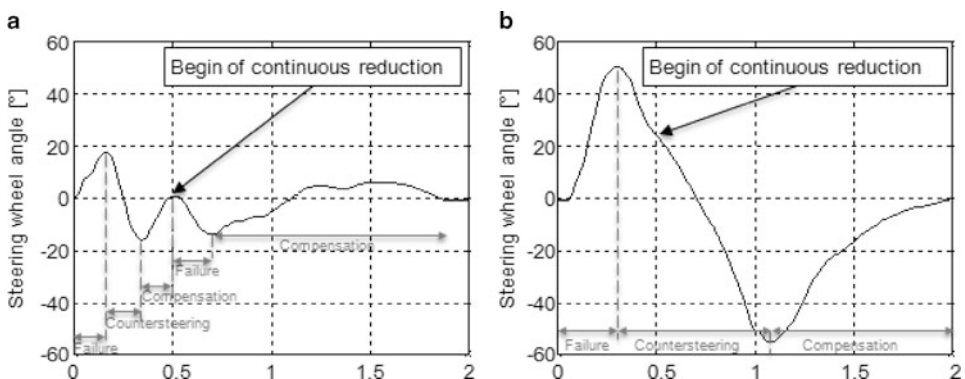 a
60
40
20
0
-20
-40
-60
Steering wheel angle [°]
Begin of continuous reduction
Compensation
Failure
Compensation
Countersteering
Failure
0
0.5
1
1.5
2
b
60
40
20
0
-20
-40
-60
Steering wheel angle [°]
Begin of continuous reduction
Failure
Countersteering
Compensation
0
0.5
1
1.5
2